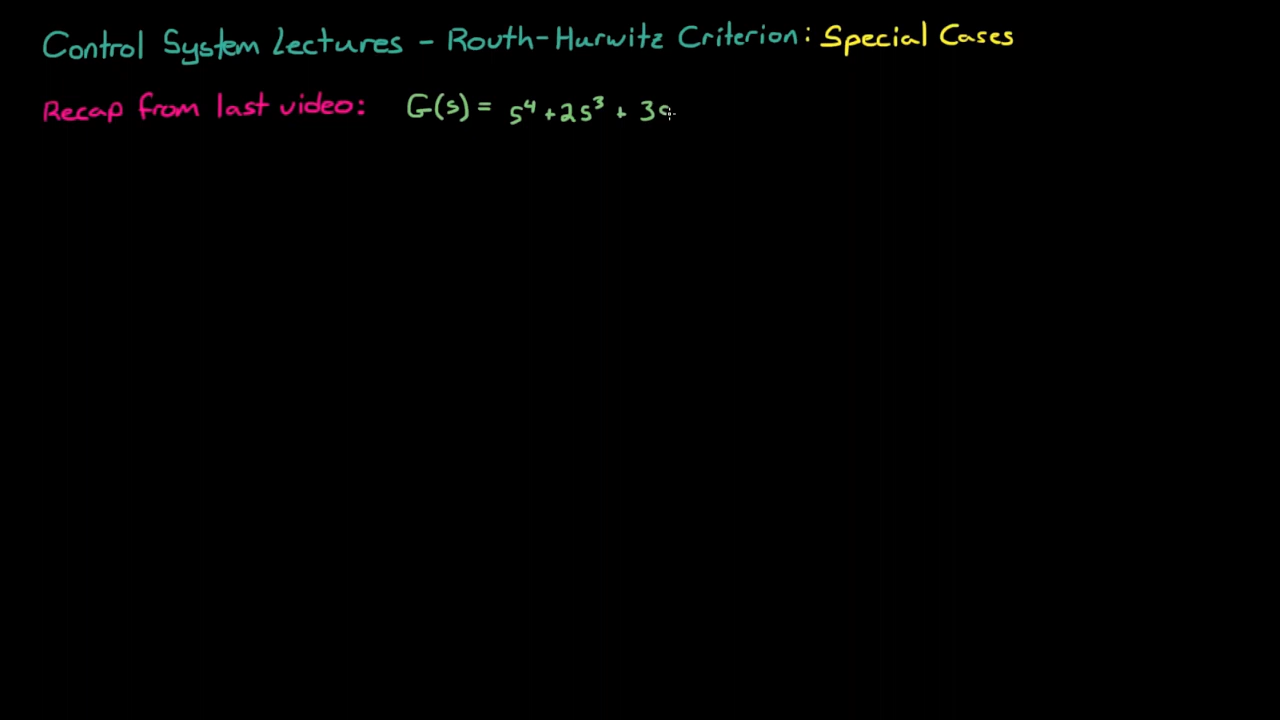 Control System Lectures - Routh-Hurwitz Criterion: Special Cases
Recap from last video: G(s) = s⁴ + 2s³ + 3s